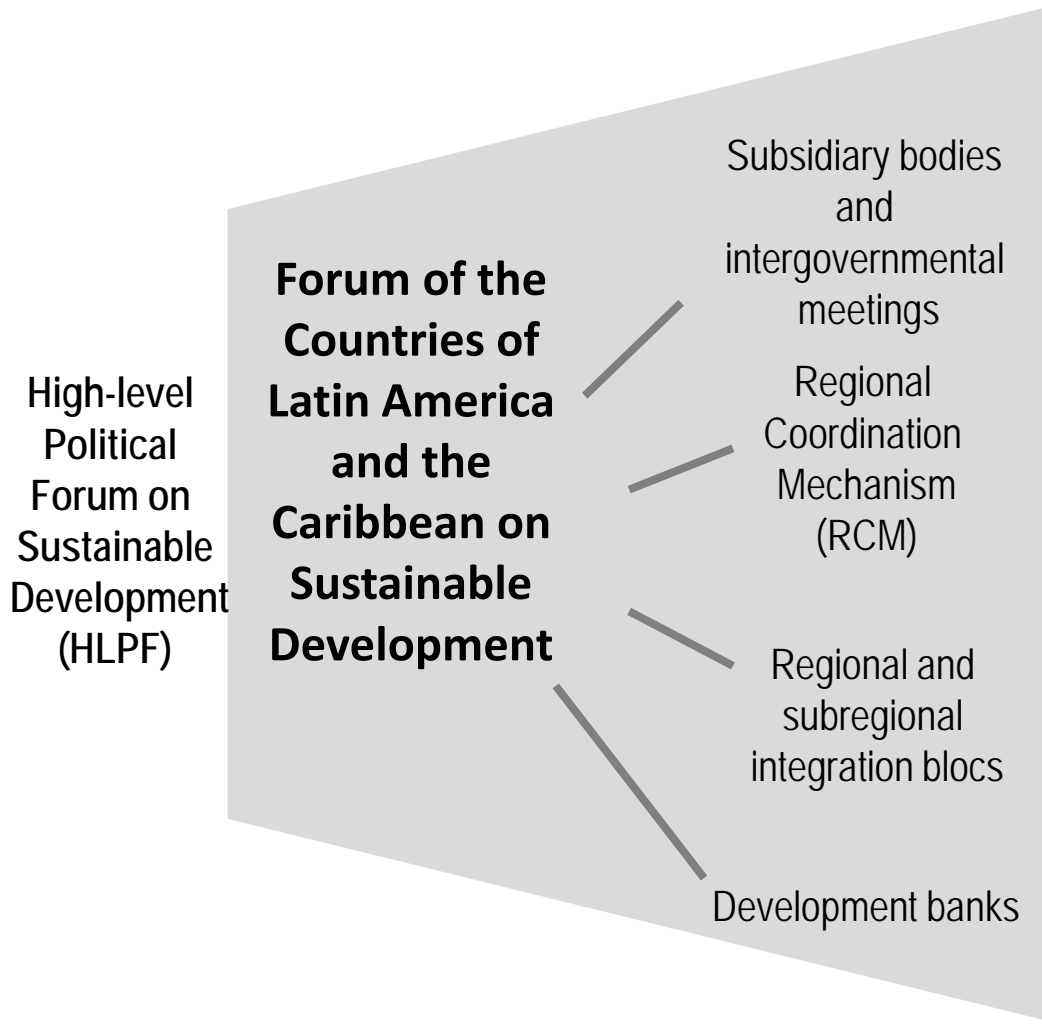 High-level
Political
Forum on
Sustainable
Development
(HLPF)
Forum of the
Countries of
Latin America
and the
Caribbean on
Sustainable
Development
Subsidiary bodies
and
intergovernmental
meetings
Regional
Coordination
Mechanism
(RCM)
Regional and
subregional
integration blocs
Development banks